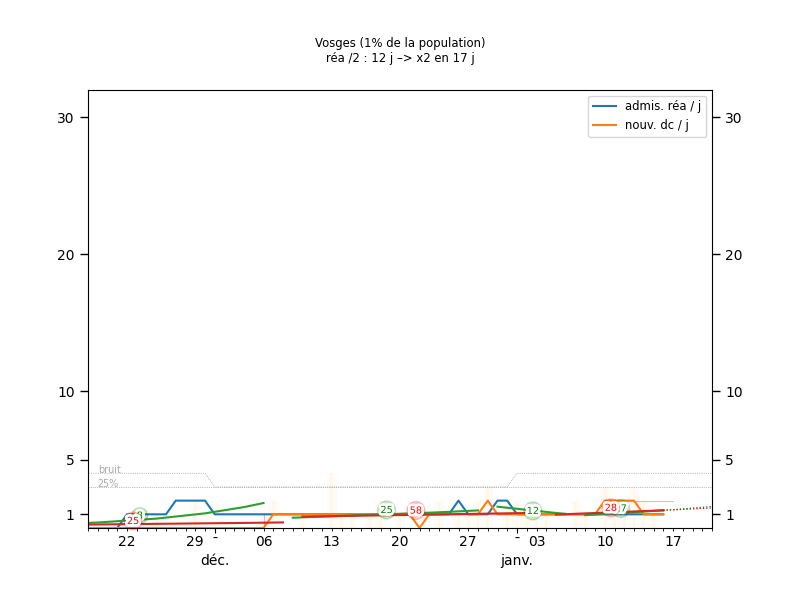 Vosges (1% de la population)
réa /2 : 12 j –> x2 en 17 j
admis. réa / j
nouv. dc / j
30 30
20 20
10 10
5 5
1 1
bruit
25%
25 25 58 12 28 7
22 29 - 06 13 20 27 - 03 10 17
déc. janv.